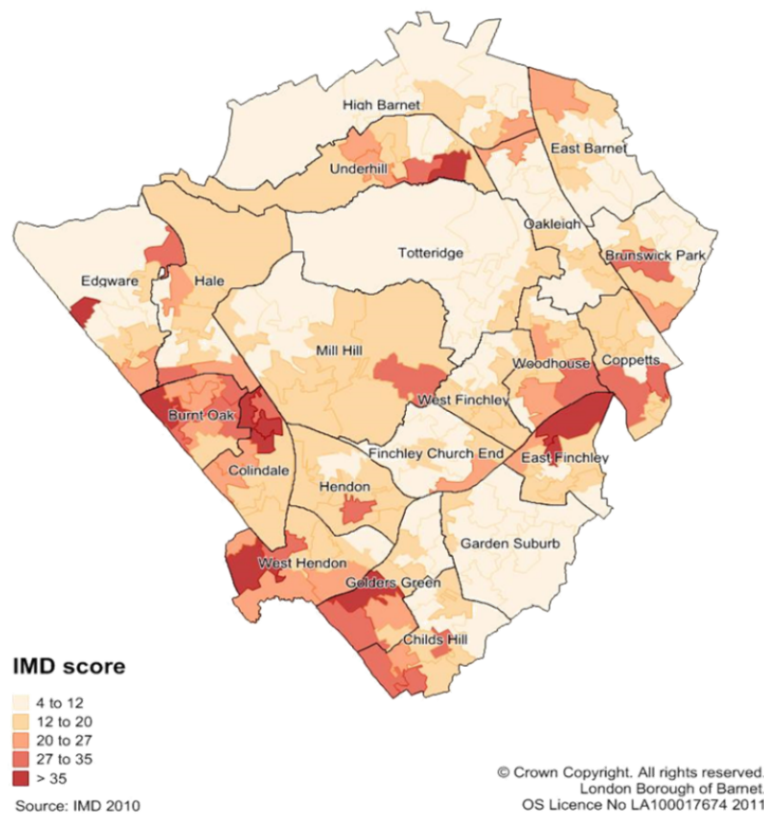 High Barnet
East Barnet
Underhill
Oakleigh
Totteridge
Brunswick Park
Edgware
Hale
Mill Hill
Woodhouse
Coppetts
West Finchley
Burnt Oak
Finchley Church End
East Finchley
Colindale
Hendon
Garden Suburb
West Hendon
Golders Green
Childs Hill
IMD score
4 to 12
12 to 20
20 to 27
27 to 35
> 35
Source: IMD 2010
© Crown Copyright. All rights reserved.
London Borough of Barnet.
OS Licence No LA100017674 2011